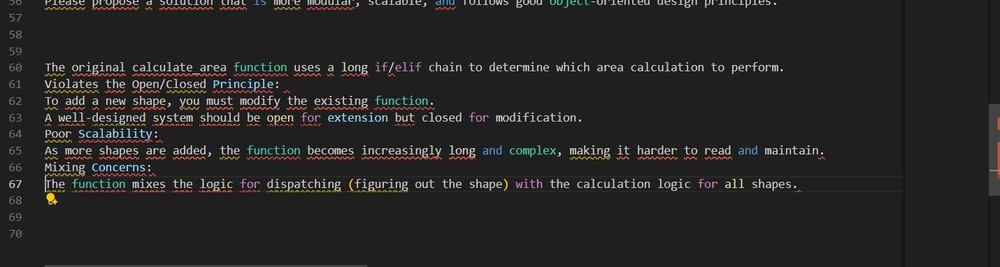 56 Please propose a solution that is more modular, scalable, and follows good object-oriented design principles.
57
58
59
60 The original calculate_area function uses a long if/elif chain to determine which area calculation to perform.
61 Violates the Open/Closed Principle:
62 To add a new shape, you must modify the existing function.
63 A well-designed system should be open for extension but closed for modification.
64 Poor Scalability:
65 As more shapes are added, the function becomes increasingly long and complex, making it harder to read and maintain.
66 Mixing Concerns:
67 The function mixes the logic for dispatching (figuring out the shape) with the calculation logic for all shapes.
68
69
70